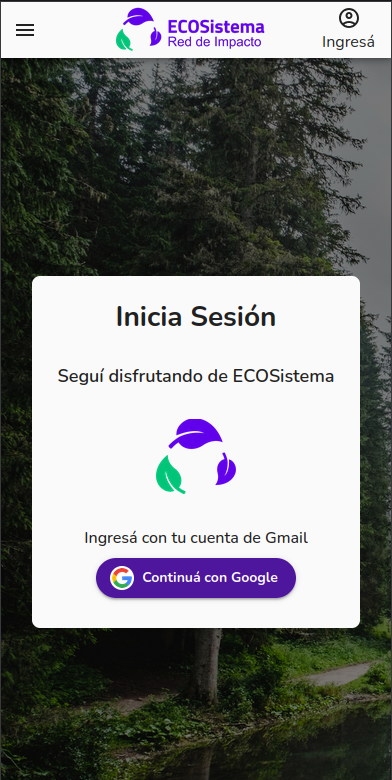 ECOSistema
Red de Impacto
Ingresá
Inicia Sesión
Seguí disfrutando de ECOSistema
Ingresá con tu cuenta de Gmail
Continuá con Google